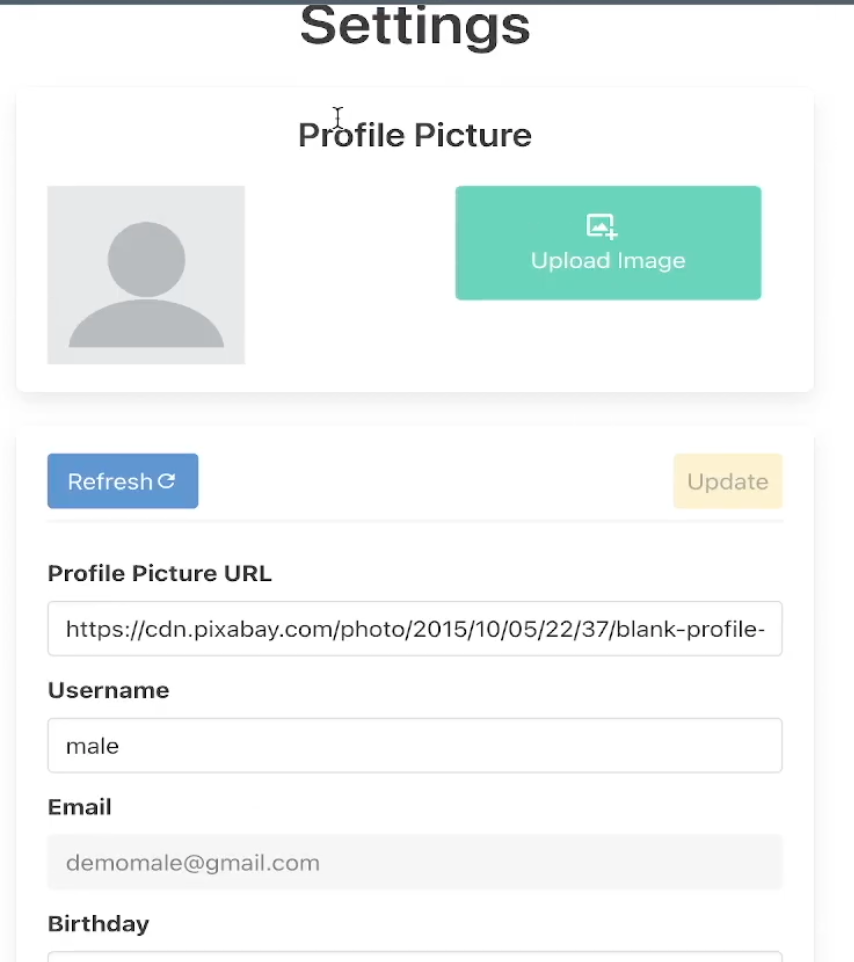 Settings
Profile Picture
Upload Image
Refresh
Update
Profile Picture URL
https://cdn.pixabay.com/photo/2015/10/05/22/37/blank-profile-
Username
male
Email
demomale@gmail.com
Birthday